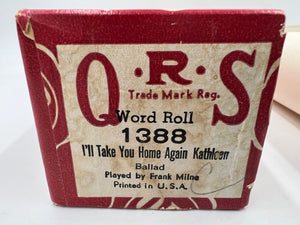 Q·R·S
Trade Mark Reg.
Word Roll
1388
I'll Take You Home Again Kathleen
Ballad
Played by Frank Milne
Printed in U.S.A.